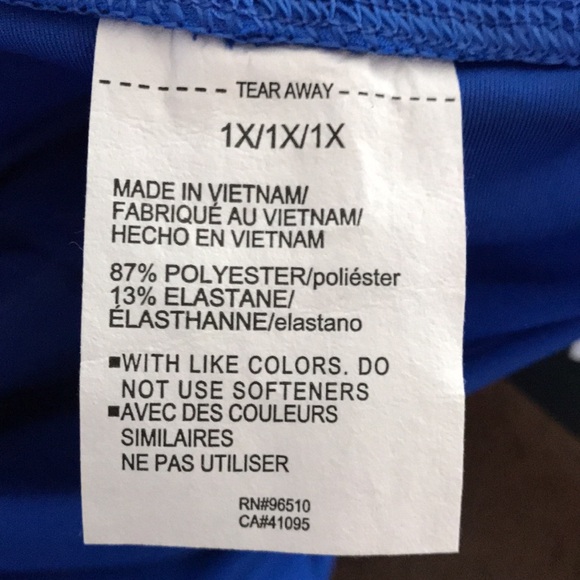 ------- TEAR AWAY -------
1X/1X/1X
MADE IN VIETNAM/
FABRIQUÉ AU VIETNAM/
HECHO EN VIETNAM
87% POLYESTER/poliéster
13% ELASTANE/
ÉLASTHANNE/elastano
■WITH LIKE COLORS. DO
NOT USE SOFTENERS
■AVEC DES COULEURS
SIMILAIRES
NE PAS UTILISER
RN#96510
CA#41095